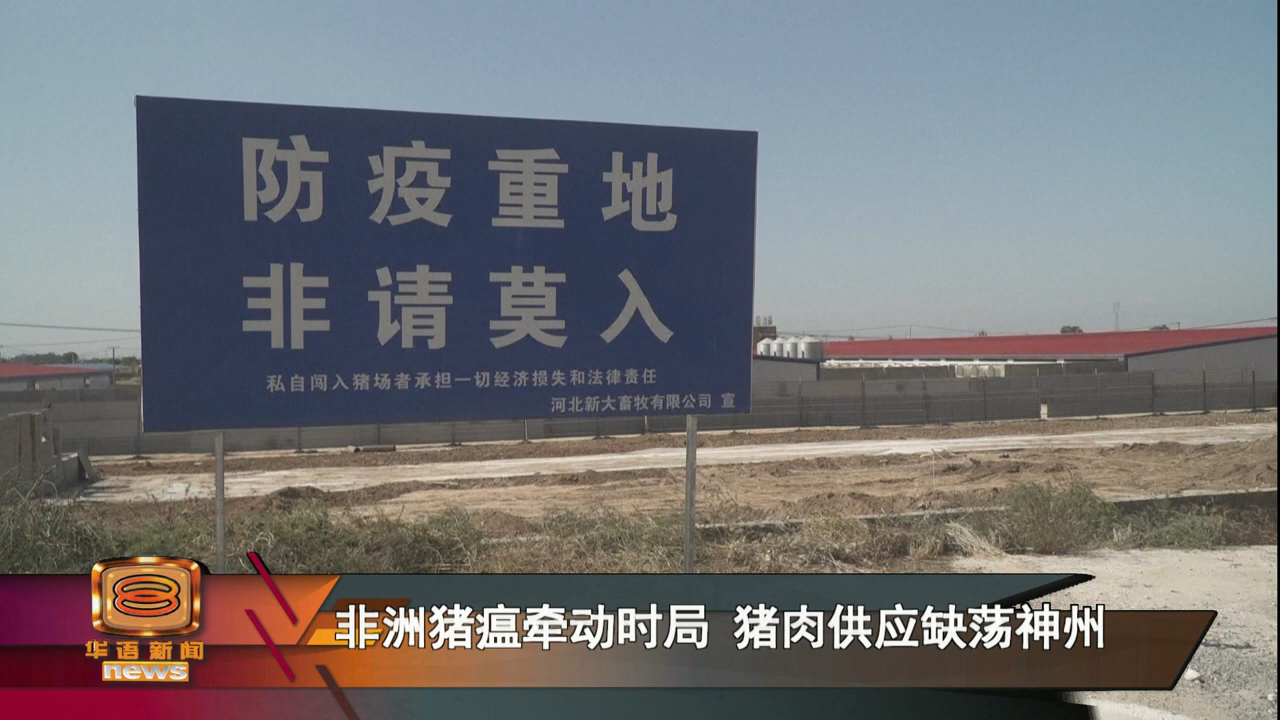 防疫重地
非请莫入
私自闯入猪场者承担一切经济损失和法律责任
河北新大畜牧有限公司 宣
8
华语新闻
news
非洲猪瘟牵动时局 猪肉供应缺荡神州